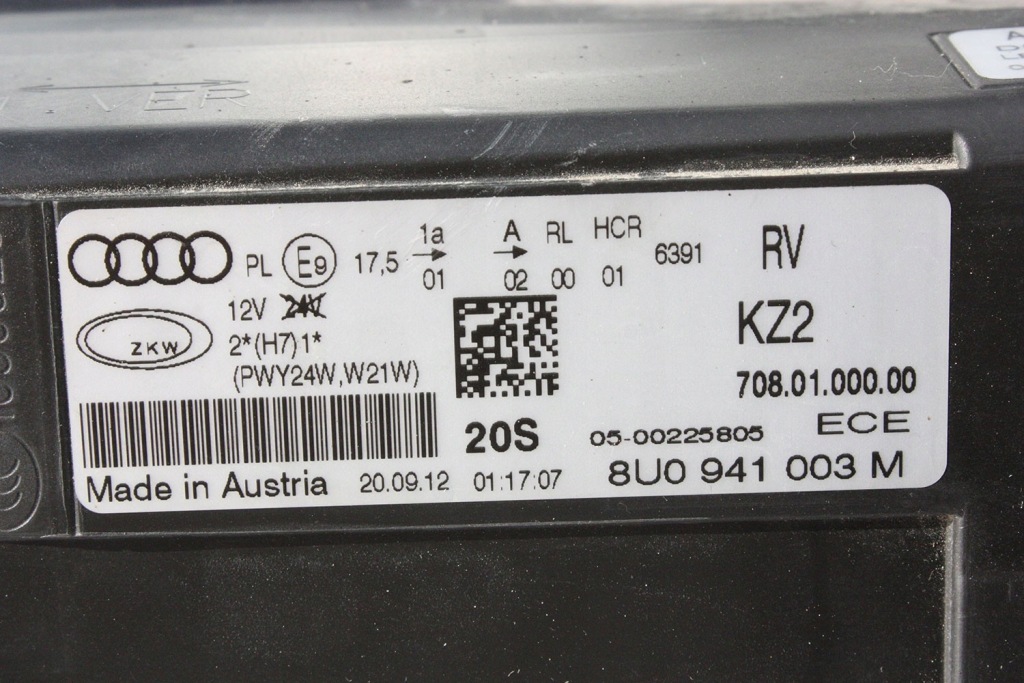 VER
PL E9 17,5 1a A RL HCR 6391 RV
01 02 00 01
12V 24V
ZKW 2*(H7)1* KZ2
(PWY24W,W21W) 708.01.000.00
20S 05-00225805 ECE
Made in Austria 20.09.12 01:17:07 8U0 941 003 M